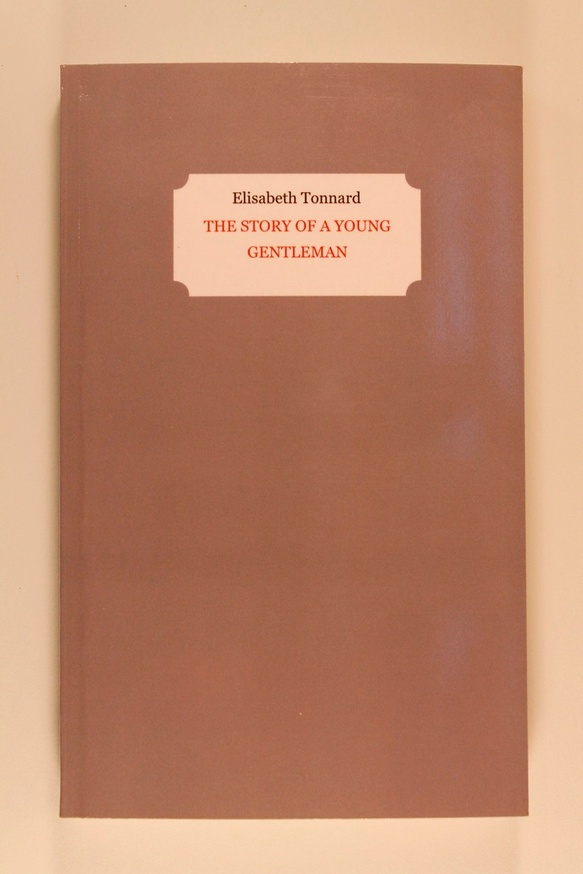 Elisabeth Tonnard
THE STORY OF A YOUNG
GENTLEMAN